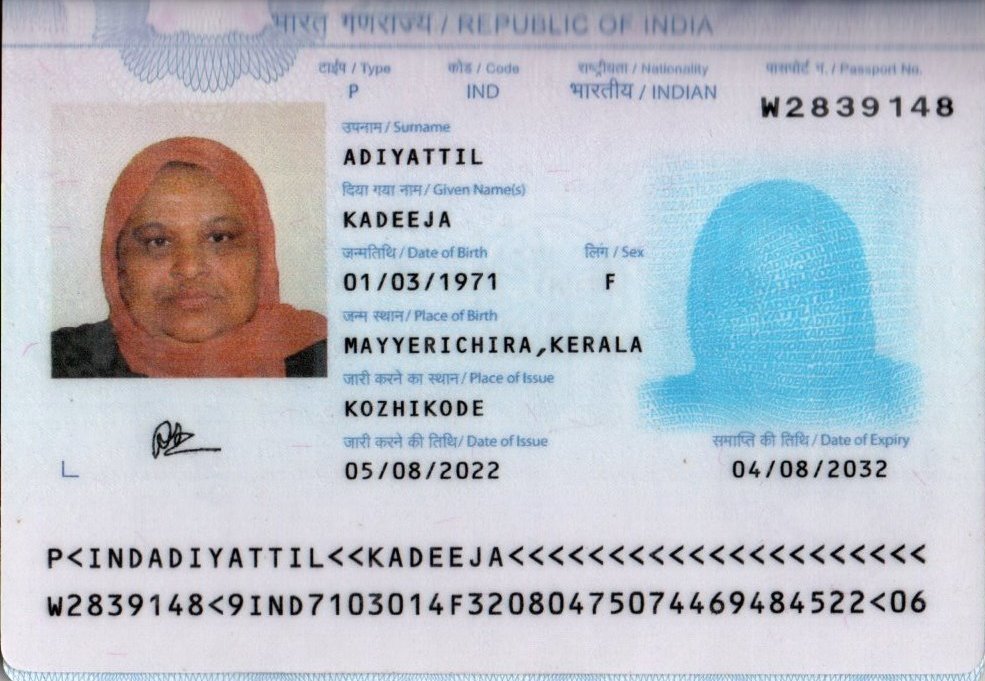 भारत गणराज्य / REPUBLIC OF INDIA
टाईप / Type कोड / Code राष्ट्रीयता / Nationality पासपोर्ट न. / Passport No.
P IND भारतीय / INDIAN W2839148
उपनाम / Surname
ADIYATTIL
दिया गया नाम / Given Name(s)
KADEEJA
जन्मतिथि / Date of Birth लिंग / Sex
01/03/1971 F
जन्म स्थान / Place of Birth
MAYYERICHIRA,KERALA
जारी करने का स्थान / Place of Issue
KOZHIKODE
जारी करने की तिथि/ Date of Issue समाप्ति की तिथि / Date of Expiry
05/08/2022 04/08/2032
P<INDADIYATTIL<<KADEEJA<<<<<<<<<<<<<<<<<<<<<
W2839148<9IND7103014F32080475074469484522<06